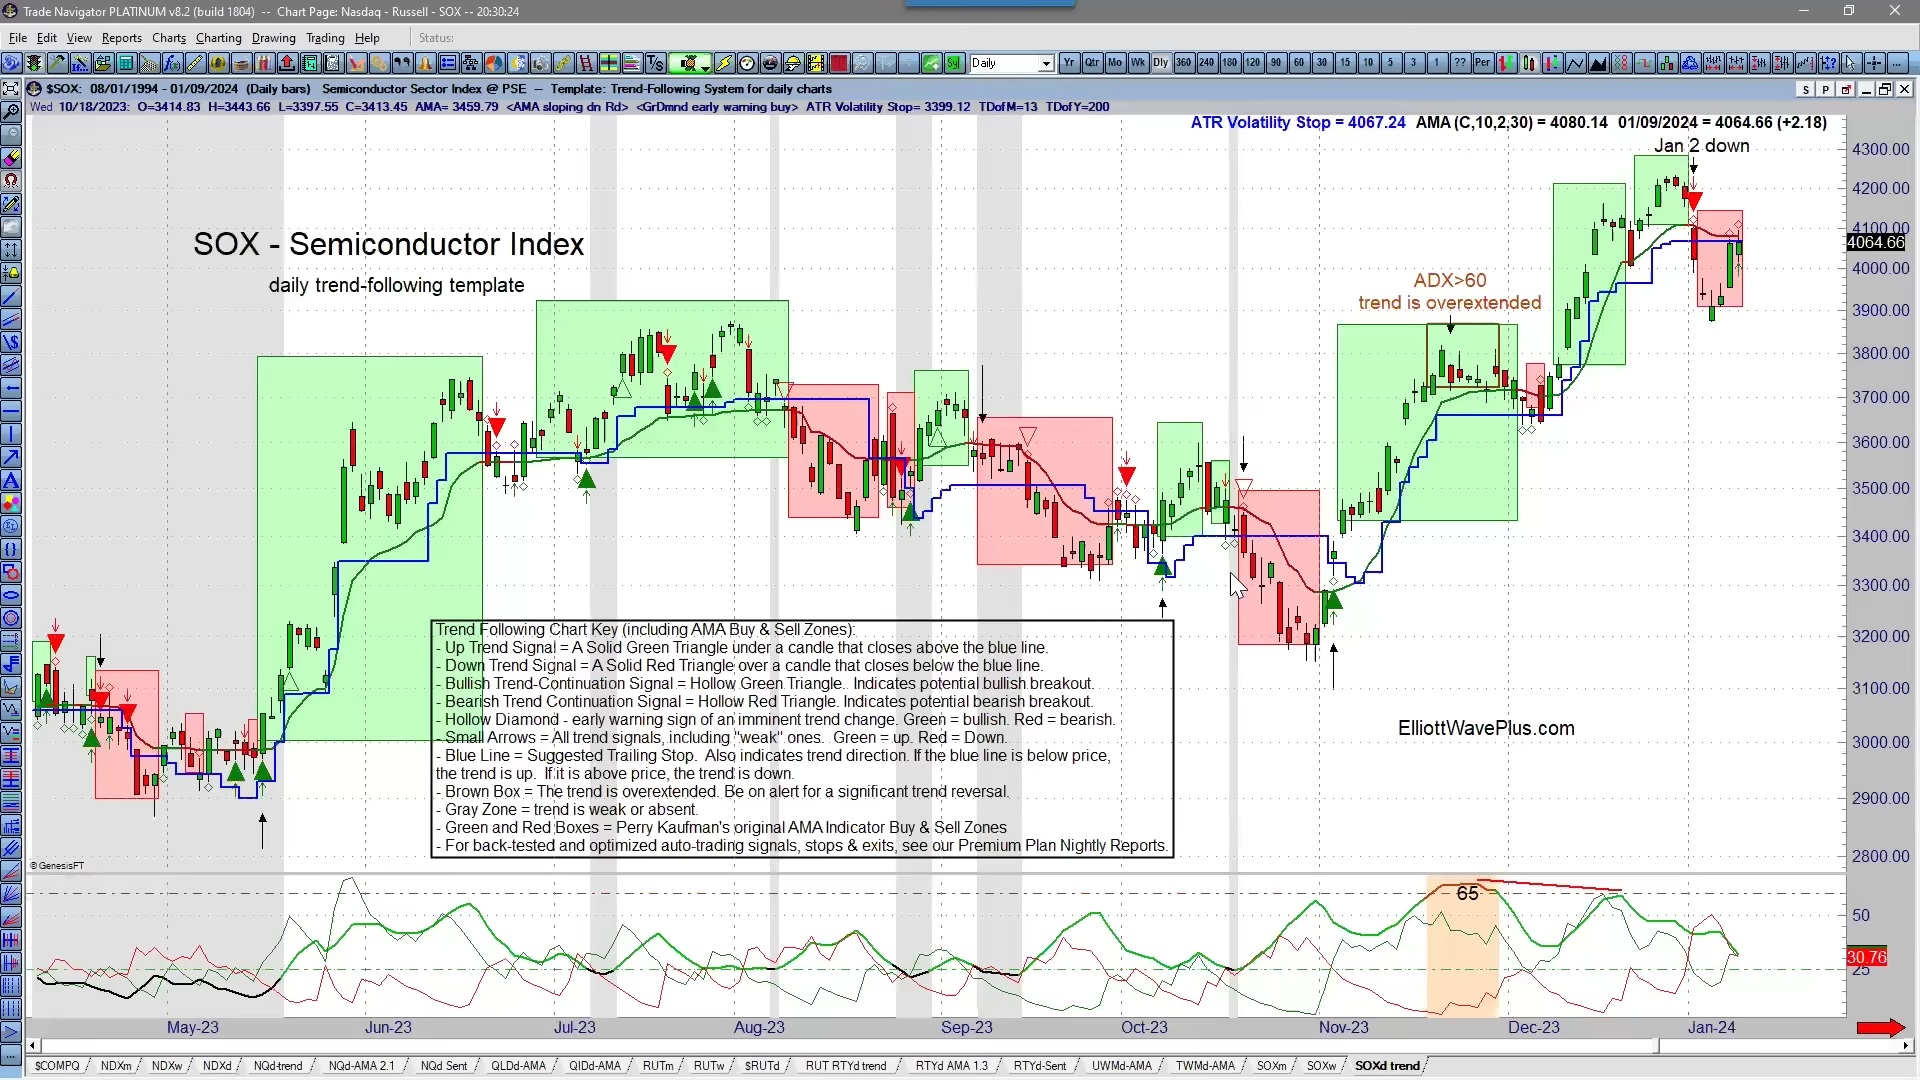 Trade Navigator PLATINUM v8.2 (build 1804)  --  Chart Page: Nasdaq - Russell - SOX -- 20:30:24
File Edit View Reports Charts Charting Drawing Trading Help Status:
Daily Yr Qtr Mo Wk Dly 360 240 180 120 90 60 30 15 10 5 3 1 ?? Per
$SOX:  08/01/1994 - 01/09/2024  (Daily bars)   Semiconductor Sector Index @ PSE  --  Template: Trend-Following System for daily charts S P
Wed  10/18/2023:  O=3414.83  H=3443.66  L=3397.55  C=3413.45  AMA= 3459.79  <AMA sloping dn Rd>  <GrDmnd early warning buy>  ATR Volatility Stop= 3399.12  TDofM=13  TDofY=200
ATR Volatility Stop = 4067.24  AMA (C,10,2,30) = 4080.14  01/09/2024 = 4064.66 (+2.18)
Jan 2 down
4300.00
4200.00
4100.00
4064.66
4000.00
3900.00
3800.00
3700.00
3600.00
3500.00
3400.00
3300.00
3200.00
3100.00
3000.00
2900.00
2800.00
SOX - Semiconductor Index
daily trend-following template
ADX>60
trend is overextended
Trend Following Chart Key (including AMA Buy & Sell Zones):
- Up Trend Signal = A Solid Green Triangle under a candle that closes above the blue line.
- Down Trend Signal = A Solid Red Triangle over a candle that closes below the blue line.
- Bullish Trend-Continuation Signal = Hollow Green Triangle.  Indicates potential bullish breakout.
- Bearish Trend Continuation Signal = Hollow Red Triangle. Indicates potential bearish breakout.
- Hollow Diamond - early warning sign of an imminent trend change. Green = bullish. Red = bearish.
- Small Arrows = All trend signals, including "weak" ones.  Green = up. Red = Down.
- Blue Line = Suggested Trailing Stop.  Also indicates trend direction. If the blue line is below price,
the trend is up.  If it is above price, the trend is down.
- Brown Box = The trend is overextended. Be on alert for a significant trend reversal.
- Gray Zone = trend is weak or absent.
- Green and Red Boxes = Perry Kaufman's original AMA Indicator Buy & Sell Zones
- For back-tested and optimized auto-trading signals, stops & exits, see our Premium Plan Nightly Reports.
ElliottWavePlus.com
© GenesisFT
65
50
30.76
25
May-23 Jun-23 Jul-23 Aug-23 Sep-23 Oct-23 Nov-23 Dec-23 Jan-24
$COMPQ NDXm NDXw NDXd NQd-trend NQd-AMA 2.1 NQd Sent QLDd-AMA QIDd-AMA RUTm RUTw $RUTd RUT RTYd trend RTYd AMA 1.3 RTYd-Sent UWMd-AMA TWMd-AMA SOXm SOXw SOXd trend